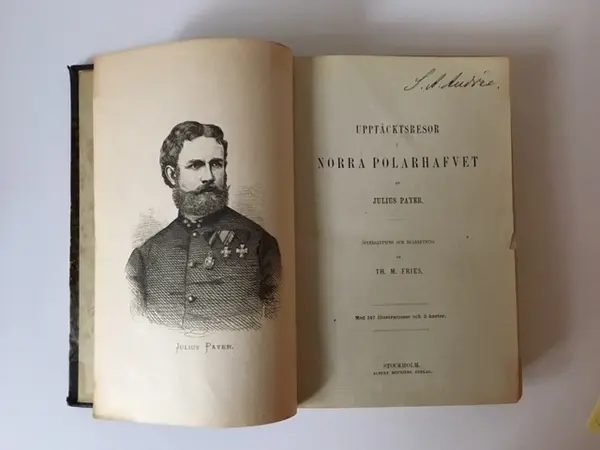 JULIUS PAYER.
S. A. Andrée.
UPPTÄCKTSRESOR
I
NORRA POLARHAFVET
AF
JULIUS PAYER.
ÖFVERSÄTTNING OCH BEARBETNING
AF
TH. M. FRIES.
Med 147 illustrationer och 3 kartor.
STOCKHOLM,
ALBERT BONNIERS FÖRLAG.